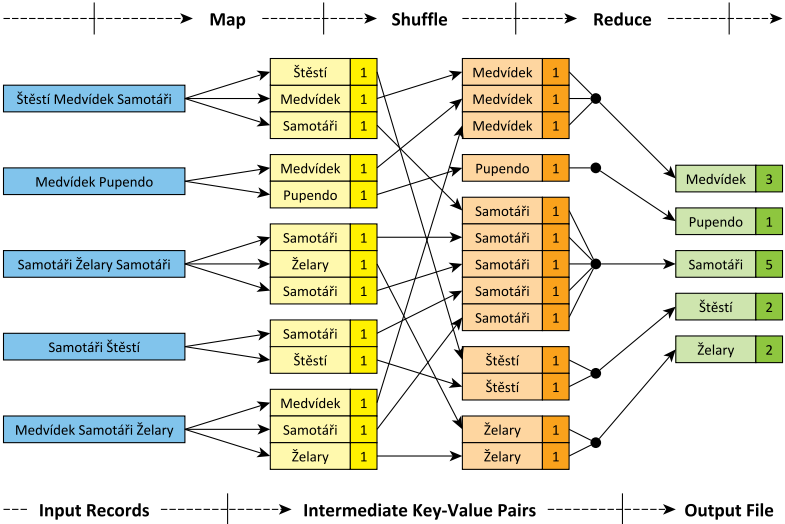 Map Shuffle Reduce
Štěstí Medvídek Samotáři
Medvídek Pupendo
Samotáři Želary Samotáři
Samotáři Štěstí
Medvídek Samotáři Želary
Štěstí 1
Medvídek 1
Samotáři 1
Medvídek 1
Pupendo 1
Samotáři 1
Želary 1
Samotáři 1
Samotáři 1
Štěstí 1
Medvídek 1
Samotáři 1
Želary 1
Medvídek 1
Medvídek 1
Medvídek 1
Pupendo 1
Samotáři 1
Samotáři 1
Samotáři 1
Samotáři 1
Samotáři 1
Štěstí 1
Štěstí 1
Želary 1
Želary 1
Medvídek 3
Pupendo 1
Samotáři 5
Štěstí 2
Želary 2
Input Records Intermediate Key-Value Pairs Output File